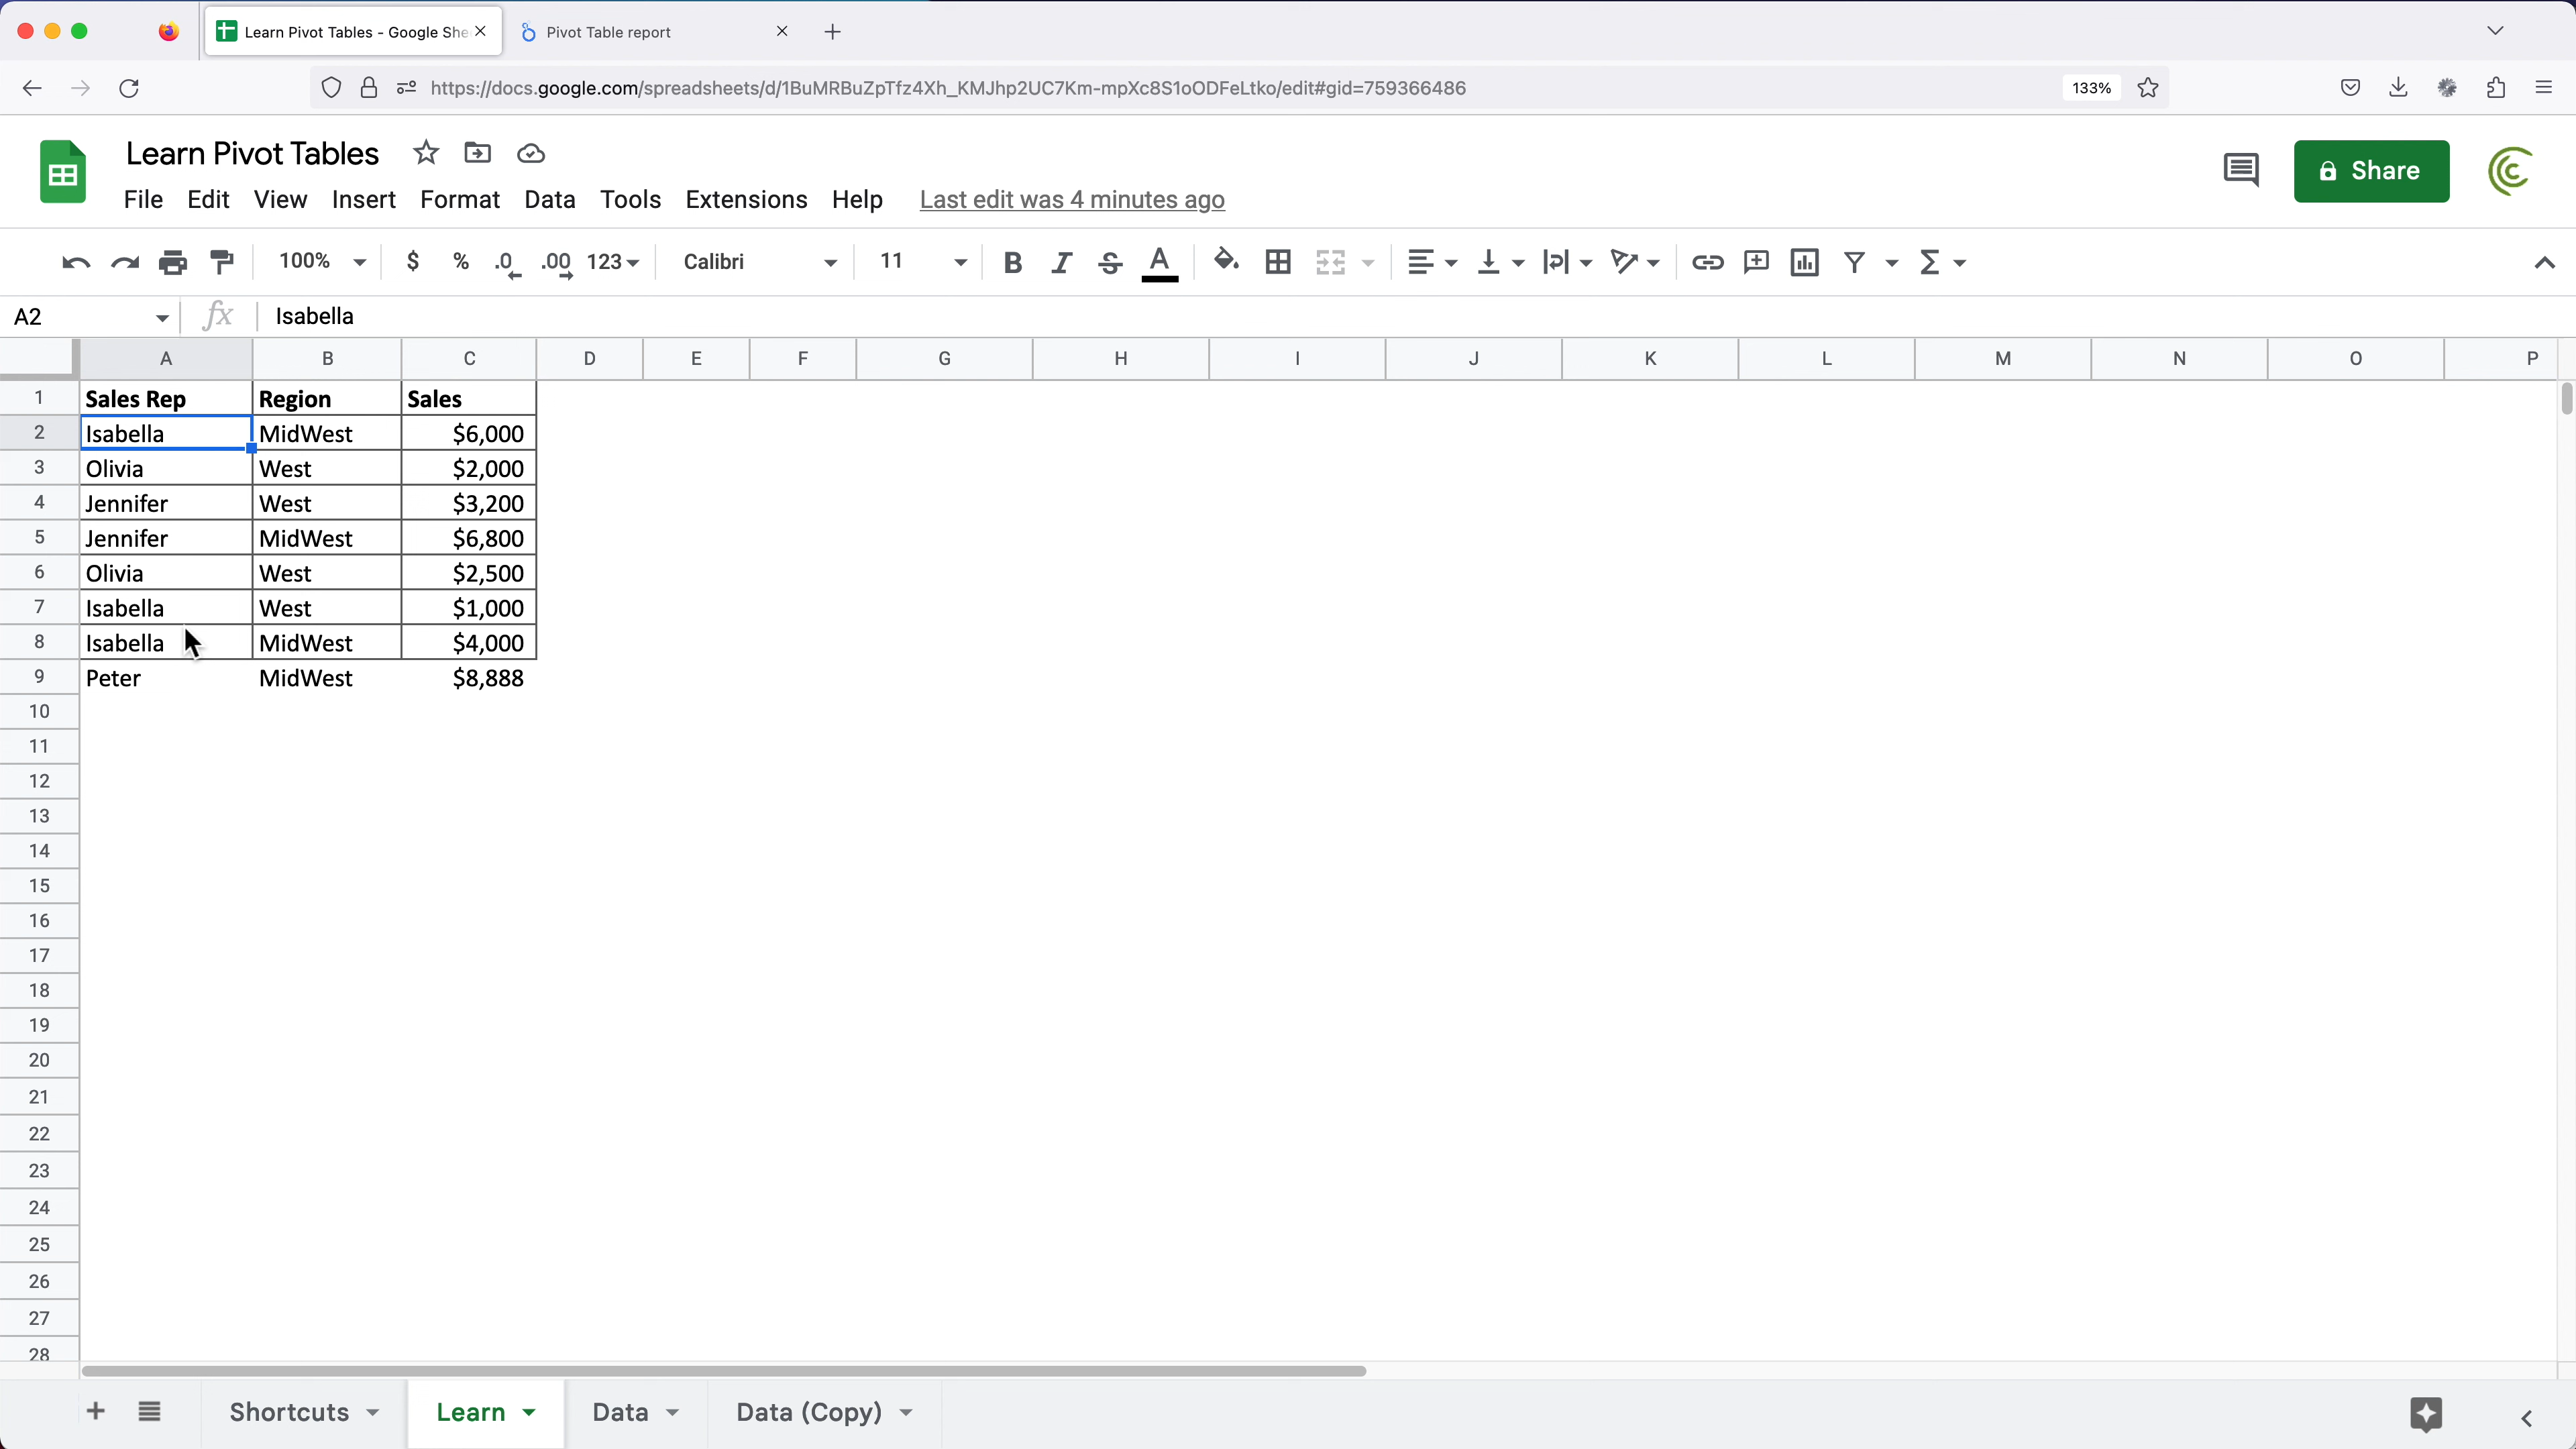 Learn Pivot Tables - Google She
Pivot Table report
https://docs.google.com/spreadsheets/d/1BuMRBuZpTfz4Xh_KMJhp2UC7Km-mpXc8S1oODFeLtko/edit#gid=759366486
133%
Learn Pivot Tables
Share
File Edit View Insert Format Data Tools Extensions Help Last edit was 4 minutes ago
100% $ % .0 .00 123 Calibri 11 B I S A
A2 fx Isabella
A B C D E F G H I J K L M N O P
1 Sales Rep Region Sales
2 Isabella MidWest $6,000
3 Olivia West $2,000
4 Jennifer West $3,200
5 Jennifer MidWest $6,800
6 Olivia West $2,500
7 Isabella West $1,000
8 Isabella MidWest $4,000
9 Peter MidWest $8,888
10
11
12
13
14
15
16
17
18
19
20
21
22
23
24
25
26
27
28
Shortcuts Learn Data Data (Copy)